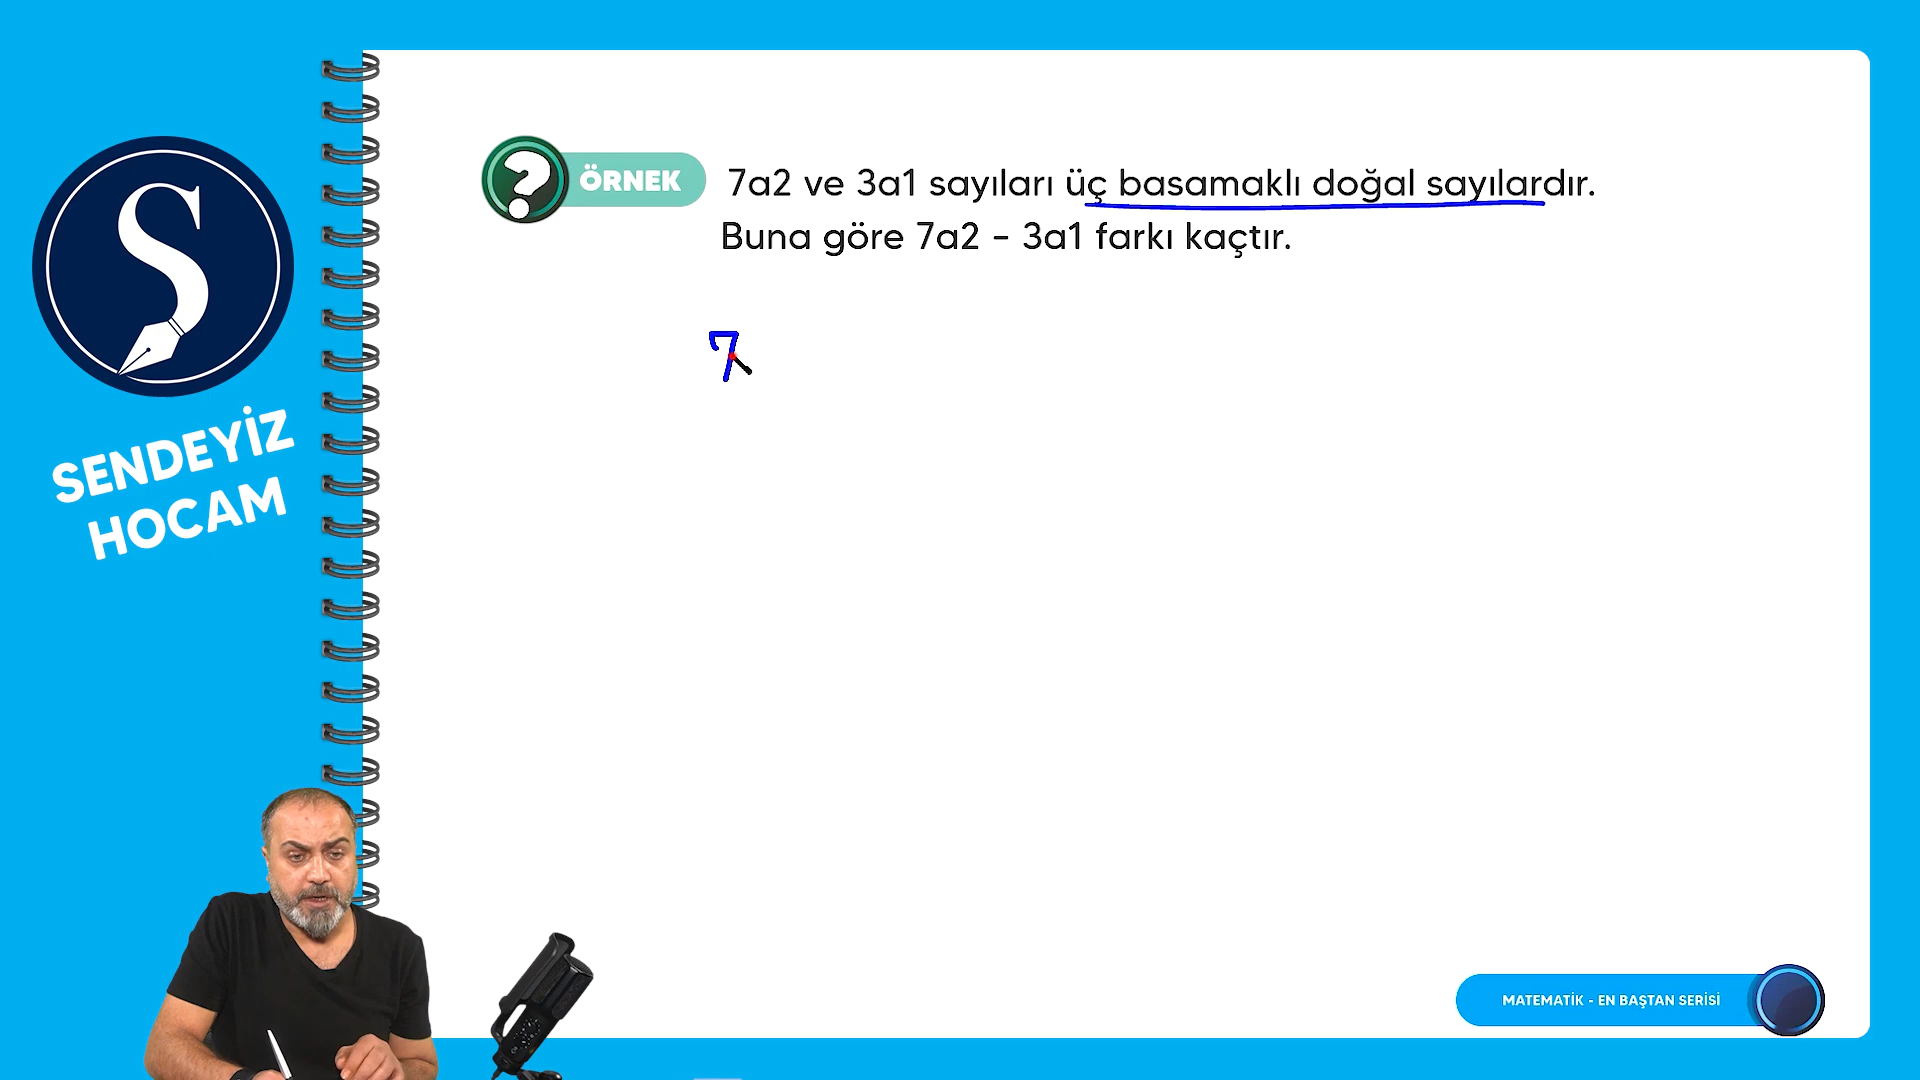 ÖRNEK
7a2 ve 3a1 sayıları üç basamaklı doğal sayılardır.
Buna göre 7a2 - 3a1 farkı kaçtır.
7
S
SENDEYİZ
HOCAM
MATEMATİK - EN BAŞTAN SERİSİ